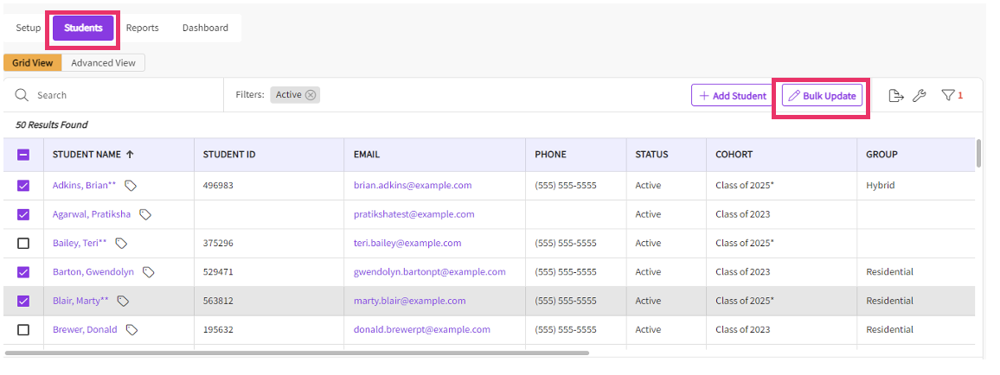 Setup Students Reports Dashboard
Grid View Advanced View
Search Filters: Active + Add Student Bulk Update 1
50 Results Found
STUDENT NAME STUDENT ID EMAIL PHONE STATUS COHORT GROUP
Adkins, Brian** 496983 brian.adkins@example.com (555) 555-5555 Active Class of 2025* Hybrid
Agarwal, Pratiksha pratikshatest@example.com Active Class of 2023
Bailey, Teri** 375296 teri.bailey@example.com (555) 555-5555 Active Class of 2025*
Barton, Gwendolyn 529471 gwendolyn.bartonpt@example.com (555) 555-5555 Active Class of 2023 Residential
Blair, Marty** 563812 marty.blair@example.com (555) 555-5555 Active Class of 2025* Residential
Brewer, Donald 195632 donald.brewerpt@example.com (555) 555-5555 Active Class of 2023 Residential